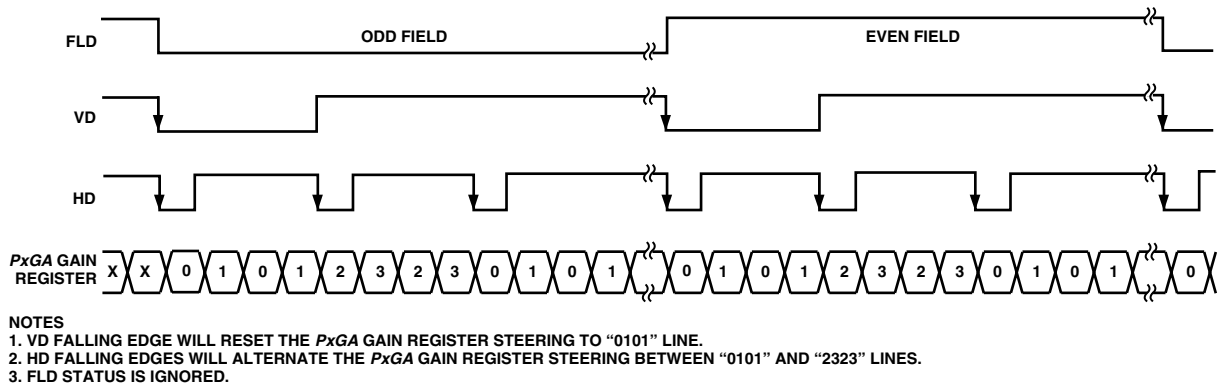 FLD
ODD FIELD
EVEN FIELD
VD
HD
PxGA GAIN
REGISTER
X X 0 1 0 1 2 3 2 3 0 1 0 1 0 1 0 1 2 3 2 3 0 1 0 1 0
NOTES
1. VD FALLING EDGE WILL RESET THE PxGA GAIN REGISTER STEERING TO “0101” LINE.
2. HD FALLING EDGES WILL ALTERNATE THE PxGA GAIN REGISTER STEERING BETWEEN “0101” AND “2323” LINES.
3. FLD STATUS IS IGNORED.